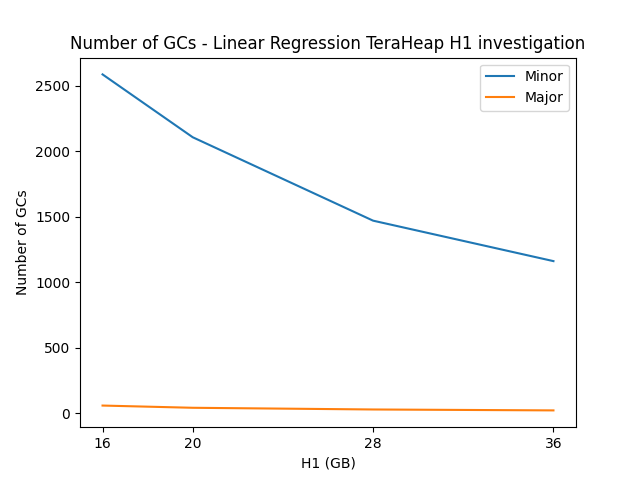 Number of GCs - Linear Regression TeraHeap H1 investigation
Minor
Major
Number of GCs
2500
2000
1500
1000
500
0
16
20
28
36
H1 (GB)